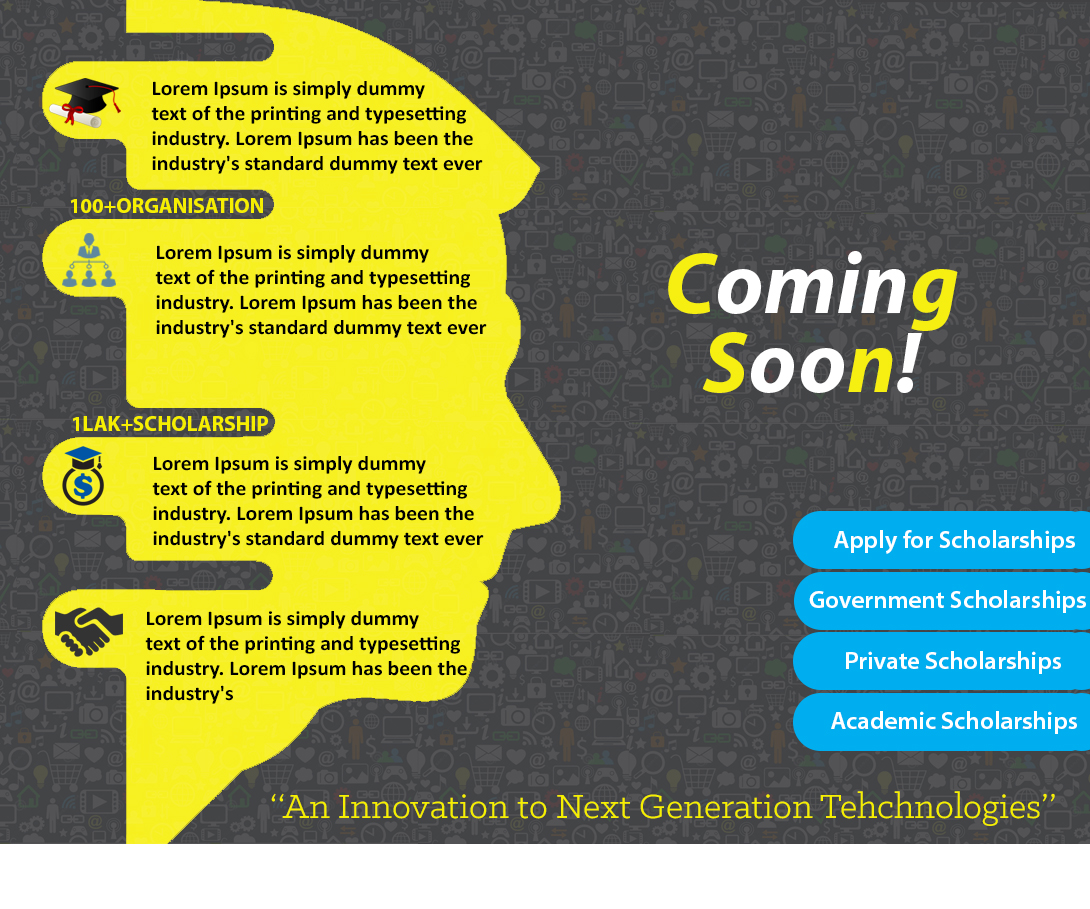 Lorem Ipsum is simply dummy
text of the printing and typesetting
industry. Lorem Ipsum has been the
industry's standard dummy text ever
100+ORGANISATION
Lorem Ipsum is simply dummy
text of the printing and typesetting
industry. Lorem Ipsum has been the
industry's standard dummy text ever
1LAK+SCHOLARSHIP
Lorem Ipsum is simply dummy
text of the printing and typesetting
industry. Lorem Ipsum has been the
industry's standard dummy text ever
Lorem Ipsum is simply dummy
text of the printing and typesetting
industry. Lorem Ipsum has been the
industry's
Coming
Soon!
Apply for Scholarships
Government Scholarships
Private Scholarships
Academic Scholarships
“An Innovation to Next Generation Tehchnologies”